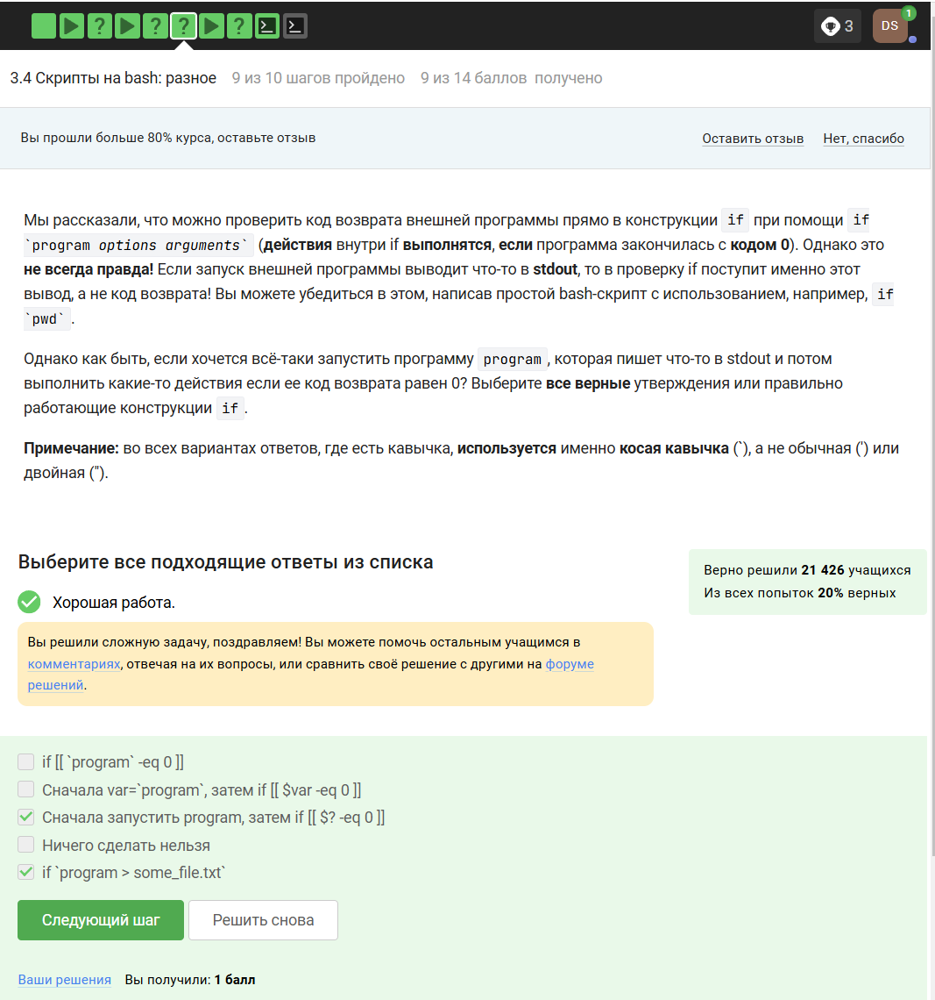 3
DS
1
3.4 Скрипты на bash: разное 9 из 10 шагов пройдено 9 из 14 баллов получено
Вы прошли больше 80% курса, оставьте отзыв Оставить отзыв Нет, спасибо
Мы рассказали, что можно проверить код возврата внешней программы прямо в конструкции if при помощи if
`program options arguments` (действия внутри if выполнятся, если программа закончилась с кодом 0). Однако это
не всегда правда! Если запуск внешней программы выводит что-то в stdout, то в проверку if поступит именно этот
вывод, а не код возврата! Вы можете убедиться в этом, написав простой bash-скрипт с использованием, например, if
`pwd` .
Однако как быть, если хочется всё-таки запустить программу program , которая пишет что-то в stdout и потом
выполнить какие-то действия если ее код возврата равен 0? Выберите все верные утверждения или правильно
работающие конструкции if .
Примечание: во всех вариантах ответов, где есть кавычка, используется именно косая кавычка (`), а не обычная (') или
двойная (").
Выберите все подходящие ответы из списка
Верно решили 21 426 учащихся
Из всех попыток 20% верных
Хорошая работа.
Вы решили сложную задачу, поздравляем! Вы можете помочь остальным учащимся в
комментариях, отвечая на их вопросы, или сравнить своё решение с другими на форуме
решений.
if [[ `program` -eq 0 ]]
Сначала var=`program`, затем if [[ $var -eq 0 ]]
Сначала запустить program, затем if [[ $? -eq 0 ]]
Ничего сделать нельзя
if `program > some_file.txt`
Следующий шаг Решить снова
Ваши решения Вы получили: 1 балл